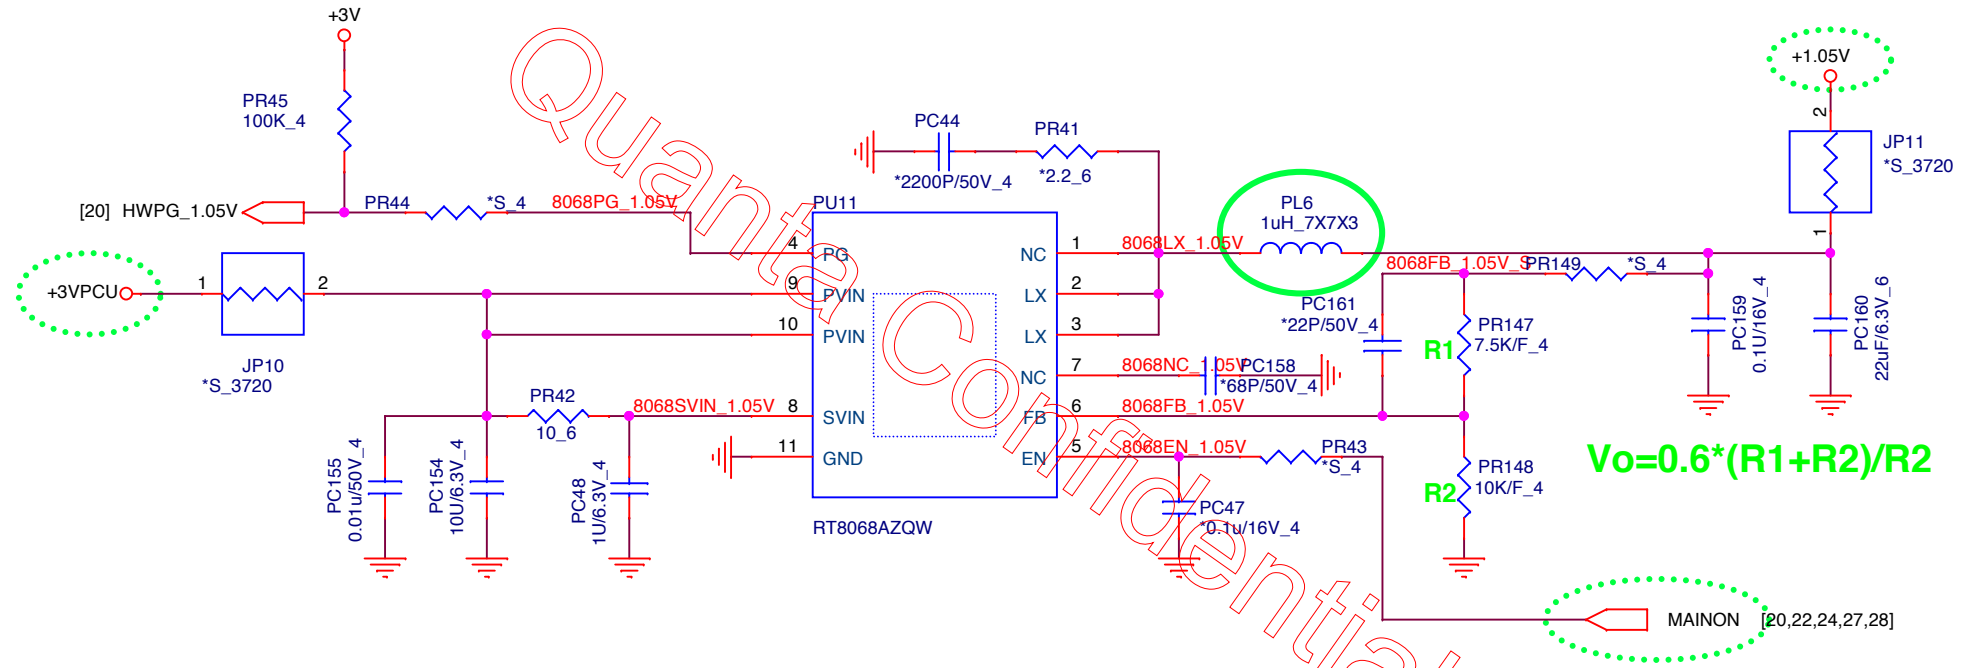 +3V
PR45
100K_4
[20] HWPG_1.05V
PR44
*S_4
8068PG_1.05V
+3VPCU
1
2
JP10
*S_3720
PR42
10_6
8068SVIN_1.05V
PC155
0.01u/50V_4
PC154
10U/6.3V_4
PC48
1U/6.3V_4
PU11
4
PG
9
PVIN
10
PVIN
8
SVIN
11
GND
NC
1
LX
2
LX
3
NC
7
FB
6
EN
5
RT8068AZQW
PC44
*2200P/50V_4
PR41
*2.2_6
8068LX_1.05V
PL6
1uH_7X7X3
8068FB_1.05V_S
PR149
*S_4
PC161
*22P/50V_4
R1
PR147
7.5K/F_4
8068NC_1.05V
PC158
*68P/50V_4
8068FB_1.05V
8068EN_1.05V
PR43
*S_4
PC47
*0.1u/16V_4
R2
PR148
10K/F_4
PC159
0.1U/16V_4
PC160
22uF/6.3V_6
+1.05V
2
JP11
*S_3720
1
Vo=0.6*(R1+R2)/R2
MAINON [20,22,24,27,28]
Quanta Confidential